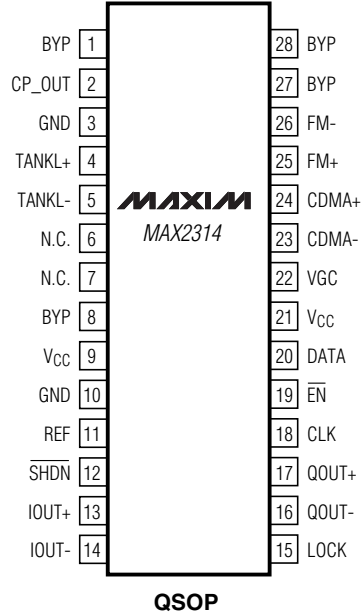 BYP 1 28 BYP
CP_OUT 2 27 BYP
GND 3 26 FM-
TANKL+ 4 25 FM+
TANKL- 5 MAXIM 24 CDMA+
N.C. 6 MAX2314 23 CDMA-
N.C. 7 22 VGC
BYP 8 21 VCC
VCC 9 20 DATA
GND 10 19 E̅N̅
REF 11 18 CLK
S̅H̅D̅N̅ 12 17 QOUT+
IOUT+ 13 16 QOUT-
IOUT- 14 15 LOCK
QSOP